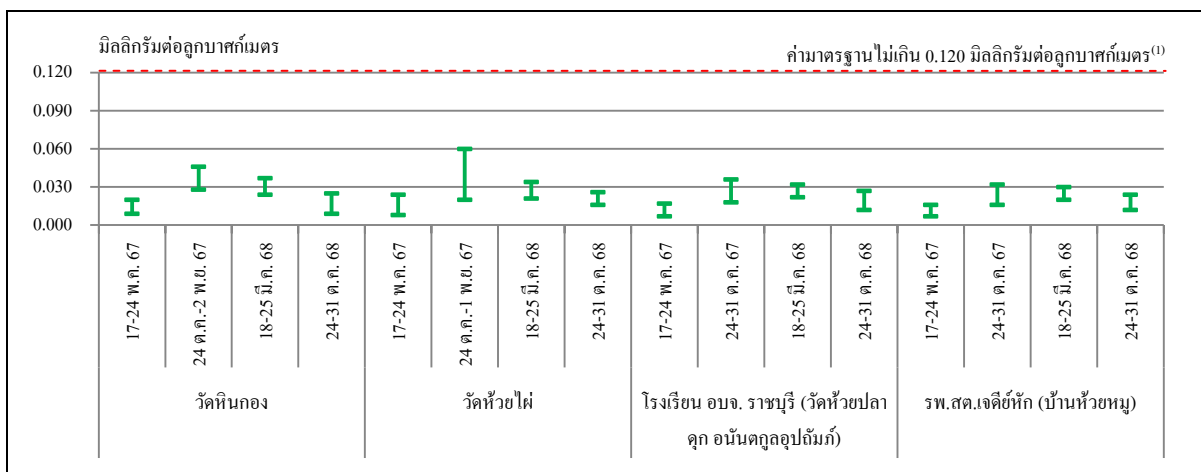 มิลลิกรัมต่อลูกบาศก์เมตร
ค่ามาตรฐานไม่เกิน 0.120 มิลลิกรัมต่อลูกบาศก์เมตร(1)
0.120
0.090
0.060
0.030
0.000
17-24 พ.ค. 67
24 ต.ค.-2 พ.ย. 67
18-25 มี.ค. 68
24-31 ต.ค. 68
17-24 พ.ค. 67
24 ต.ค.-1 พ.ย. 67
18-25 มี.ค. 68
24-31 ต.ค. 68
17-24 พ.ค. 67
24-31 ต.ค. 67
18-25 มี.ค. 68
24-31 ต.ค. 68
17-24 พ.ค. 67
24-31 ต.ค. 67
18-25 มี.ค. 68
24-31 ต.ค. 68
วัดหินกอง
วัดห้วยไผ่
โรงเรียน อบจ. ราชบุรี (วัดห้วยปลา
ดุก อนันตกูลอุปถัมภ์)
รพ.สต.เจดีย์หัก (บ้านห้วยหมู)